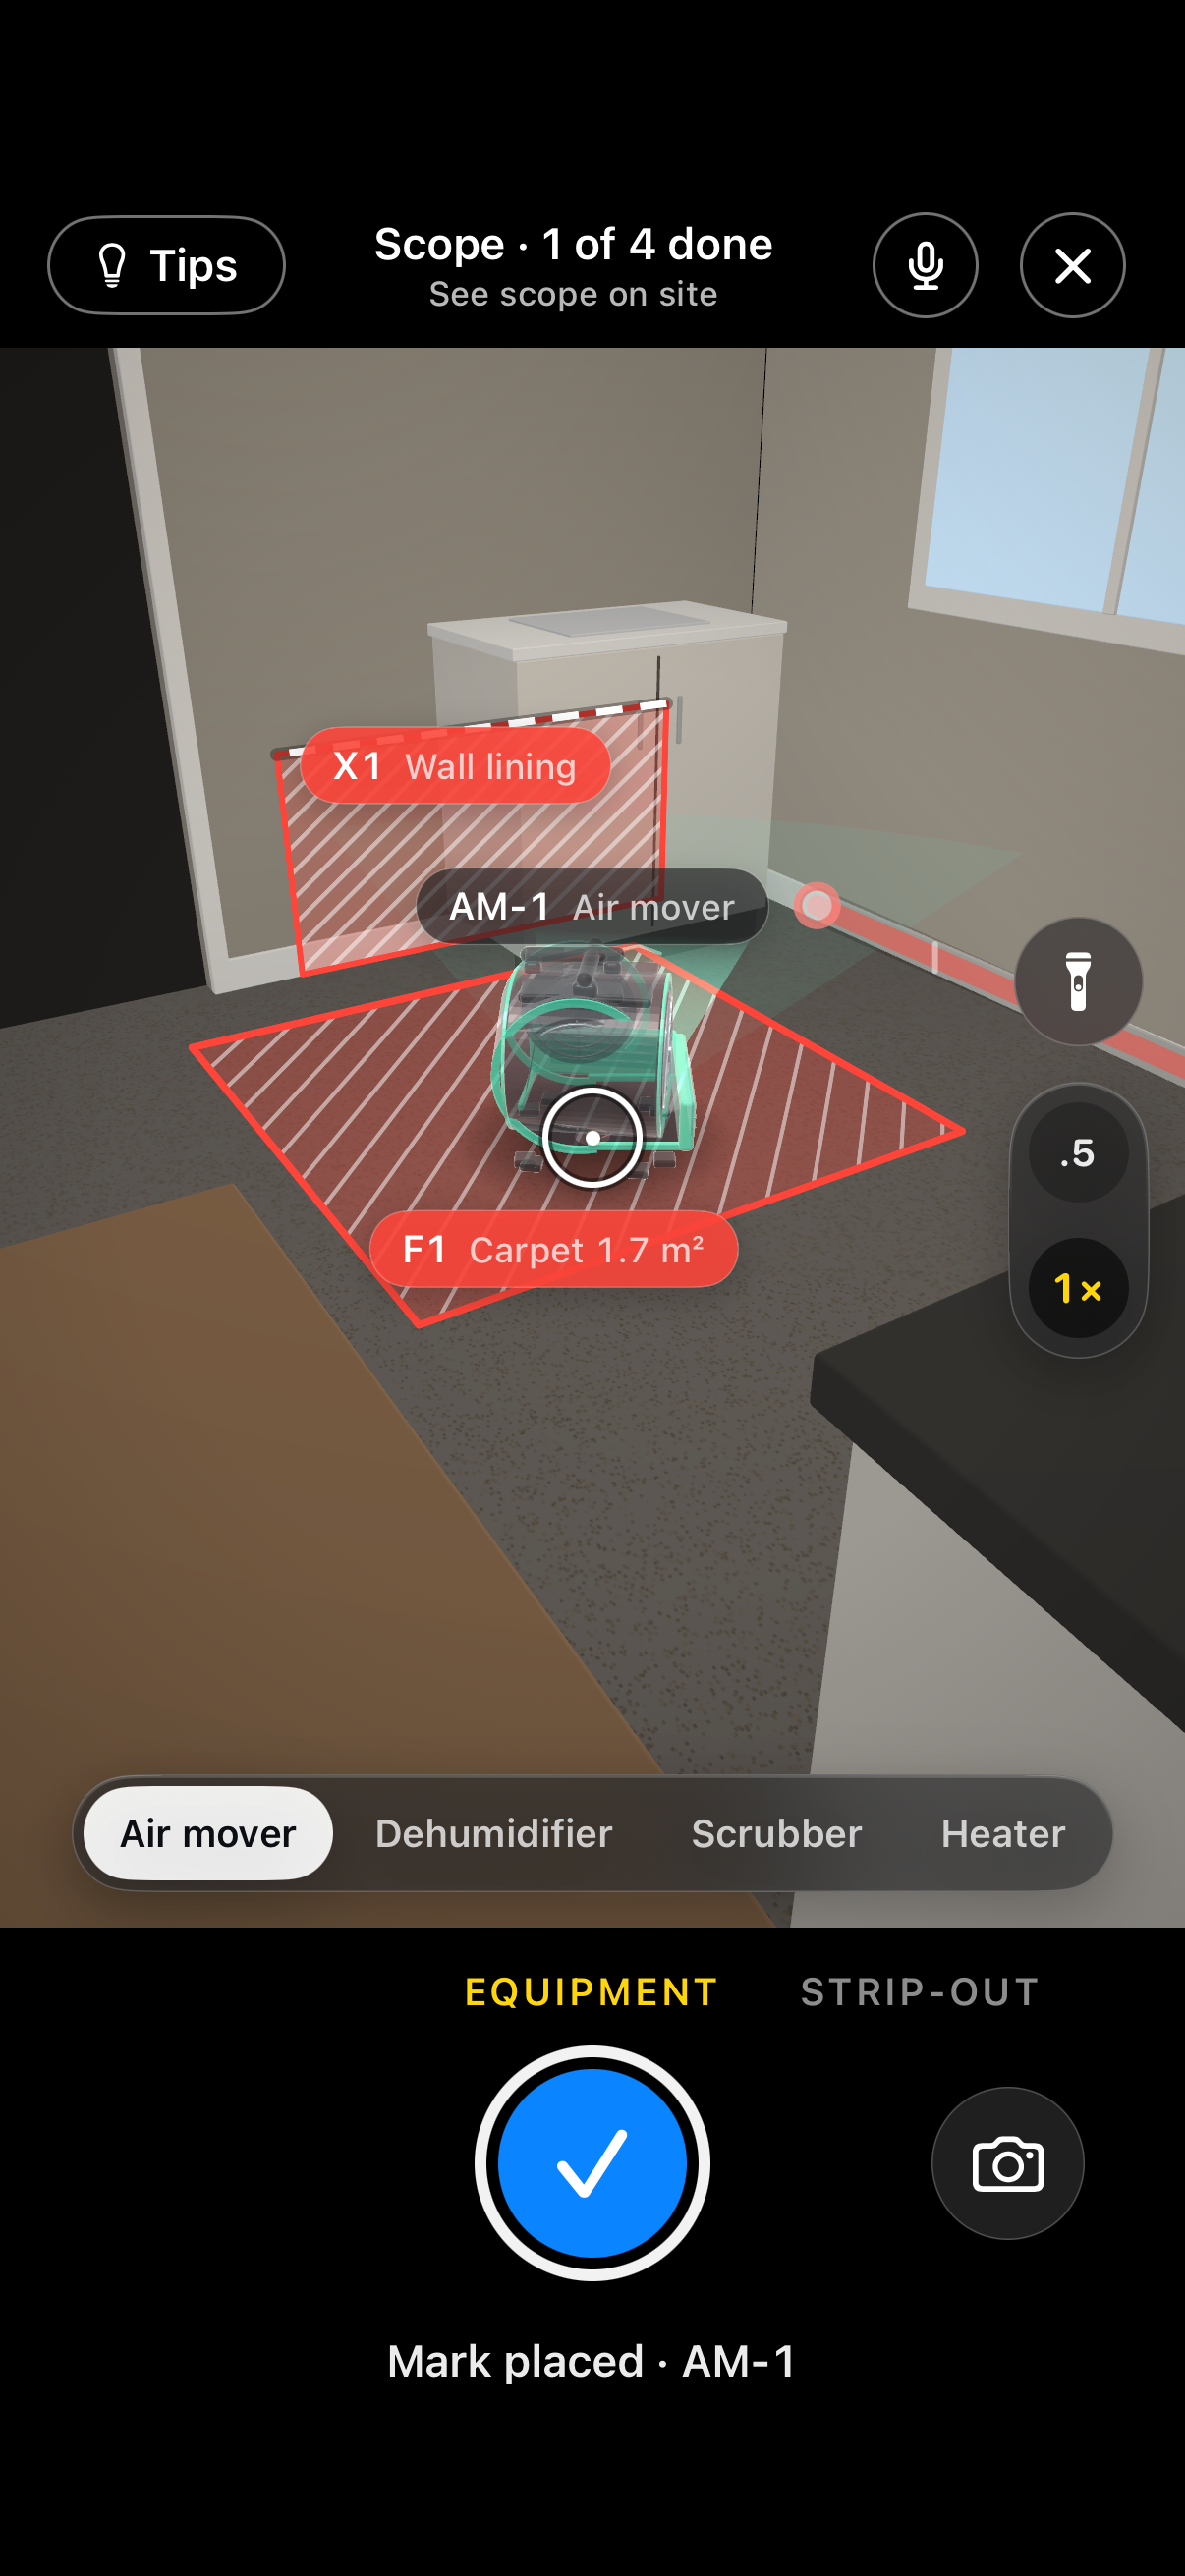 Tips
Scope · 1 of 4 done
See scope on site
X1 Wall lining
AM-1 Air mover
F1 Carpet 1.7 m²
.5
1×
Air mover
Dehumidifier
Scrubber
Heater
EQUIPMENT
STRIP-OUT
Mark placed · AM-1